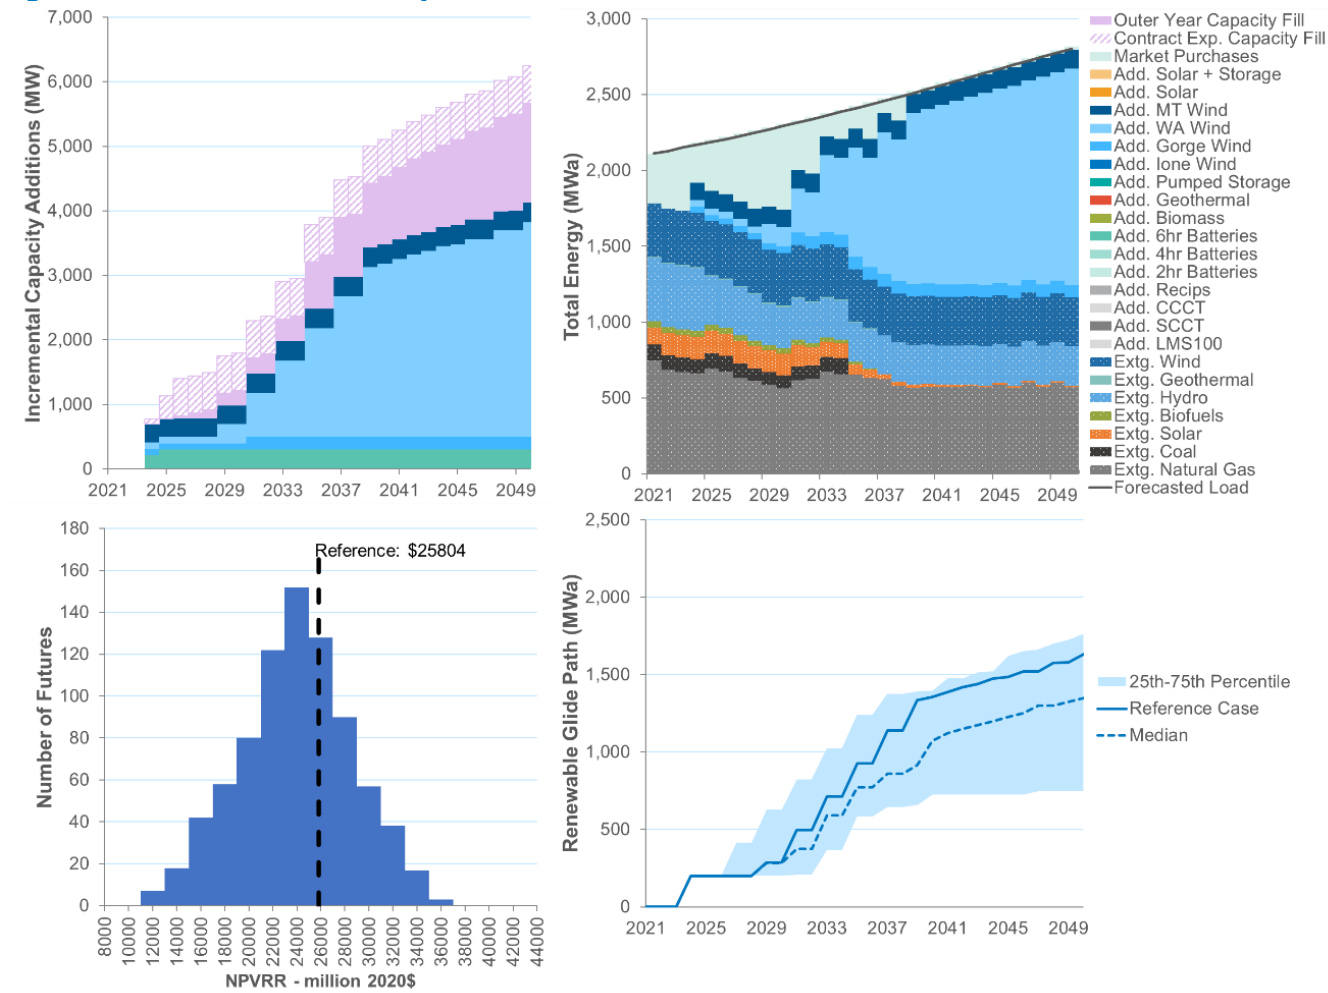 7,000
6,000
5,000
4,000
3,000
2,000
1,000
0
Incremental Capacity Additions (MW)
2021 2025 2029 2033 2037 2041 2045 2049
3,000
2,500
2,000
1,500
1,000
500
0
Total Energy (MWa)
2021 2025 2029 2033 2037 2041 2045 2049
Outer Year Capacity Fill
Contract Exp. Capacity Fill
Market Purchases
Add. Solar + Storage
Add. Solar
Add. MT Wind
Add. WA Wind
Add. Gorge Wind
Add. Ione Wind
Add. Pumped Storage
Add. Geothermal
Add. Biomass
Add. 6hr Batteries
Add. 4hr Batteries
Add. 2hr Batteries
Add. Recips
Add. CCCT
Add. SCCT
Add. LMS100
Extg. Wind
Extg. Geothermal
Extg. Hydro
Extg. Biofuels
Extg. Solar
Extg. Coal
Extg. Natural Gas
Forecasted Load
180
160
140
120
100
80
60
40
20
0
Number of Futures
Reference: $25804
8000 10000 12000 14000 16000 18000 20000 22000 24000 26000 28000 30000 32000 34000 36000 38000 40000 42000 44000
NPVRR - million 2020$
2,500
2,000
1,500
1,000
500
0
Renewable Glide Path (MWa)
2021 2025 2029 2033 2037 2041 2045 2049
25th-75th Percentile
Reference Case
Median